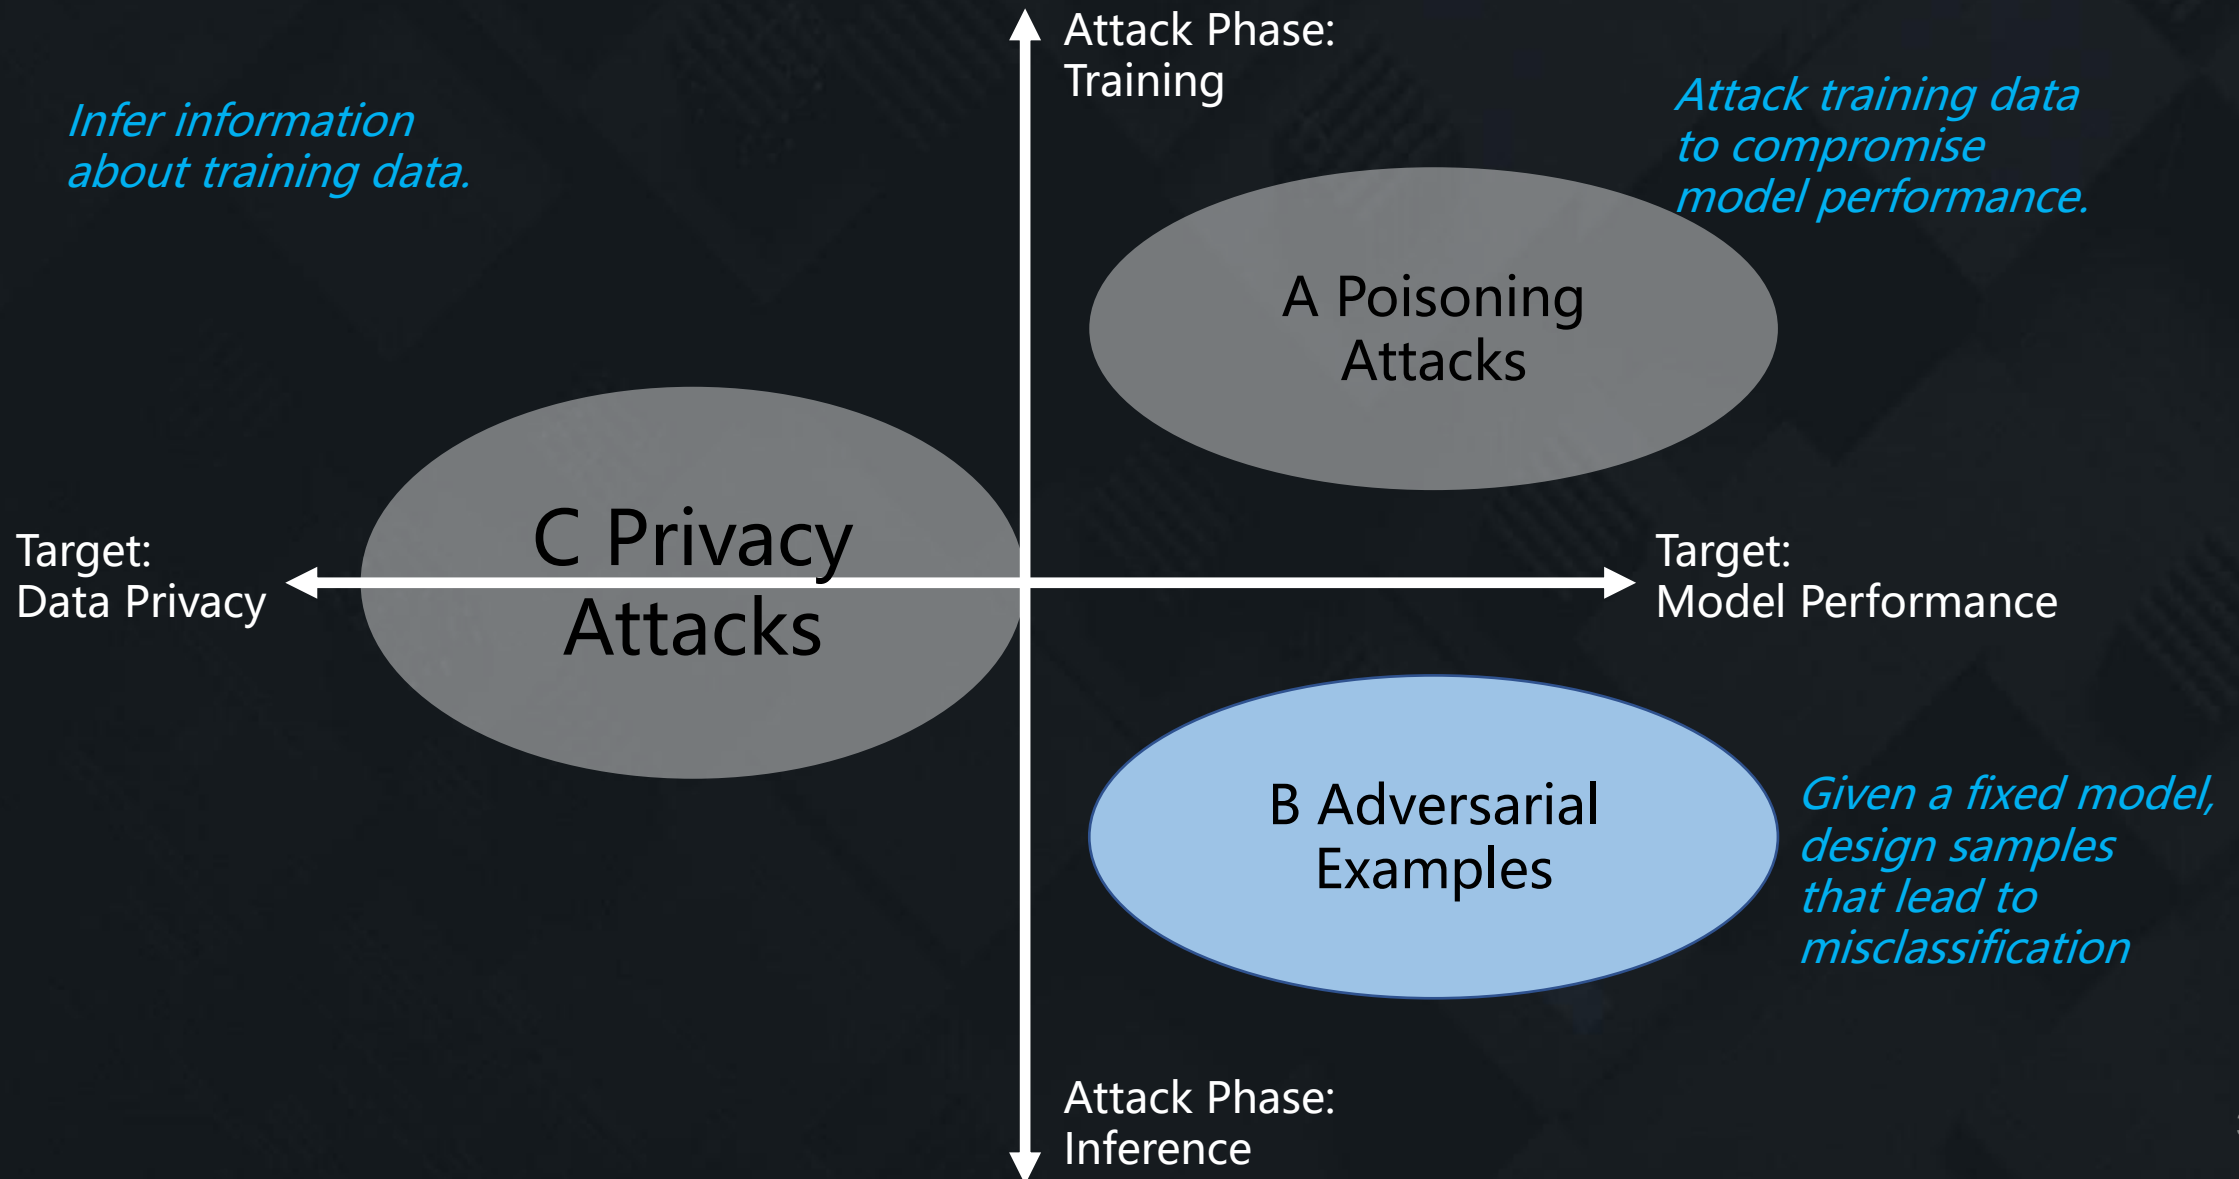 Attack Phase:
Training
Infer information
about training data.
Attack training data
to compromise
model performance.
A Poisoning
Attacks
C Privacy
Attacks
Target:
Data Privacy
Target:
Model Performance
B Adversarial
Examples
Given a fixed model,
design samples
that lead to
misclassification
Attack Phase:
Inference